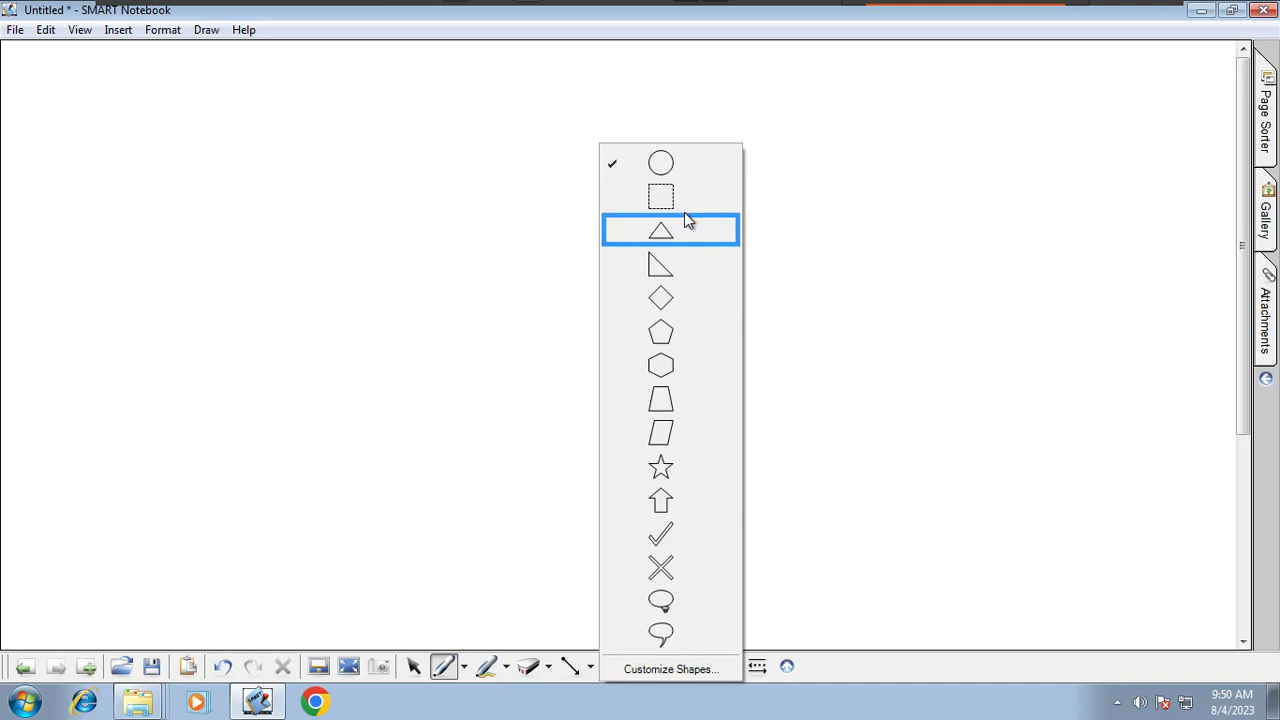 Untitled * - SMART Notebook
File Edit View Insert Format Draw Help
Page Sorter
Gallery
Attachments
Customize Shapes...
9:50 AM
8/4/2023